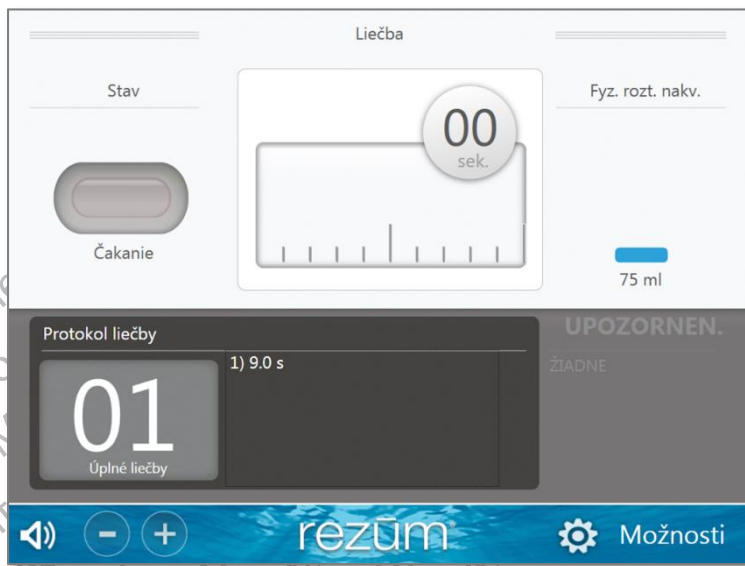 Liečba
Stav
Fyz. rozt. nakv.
00
sek.
Čakanie
75 ml
Protokol liečby
UPOZORNEN.
1) 9.0 s
ŽIADNE
01
Úplné liečby
- +
rezūm
Možnosti